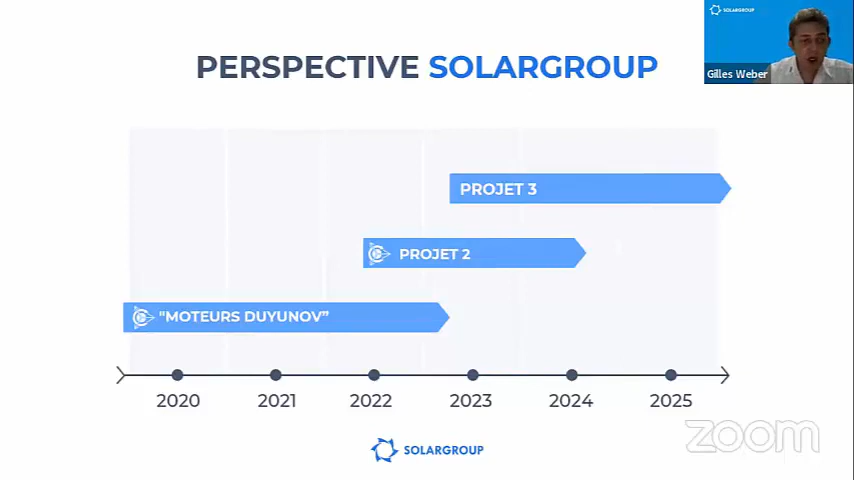 SOLARGROUP
Gilles Weber
PERSPECTIVE SOLARGROUP
PROJET 3
PROJET 2
"MOTEURS DUYUNOV”
2020 2021 2022 2023 2024 2025
SOLARGROUP
zoom